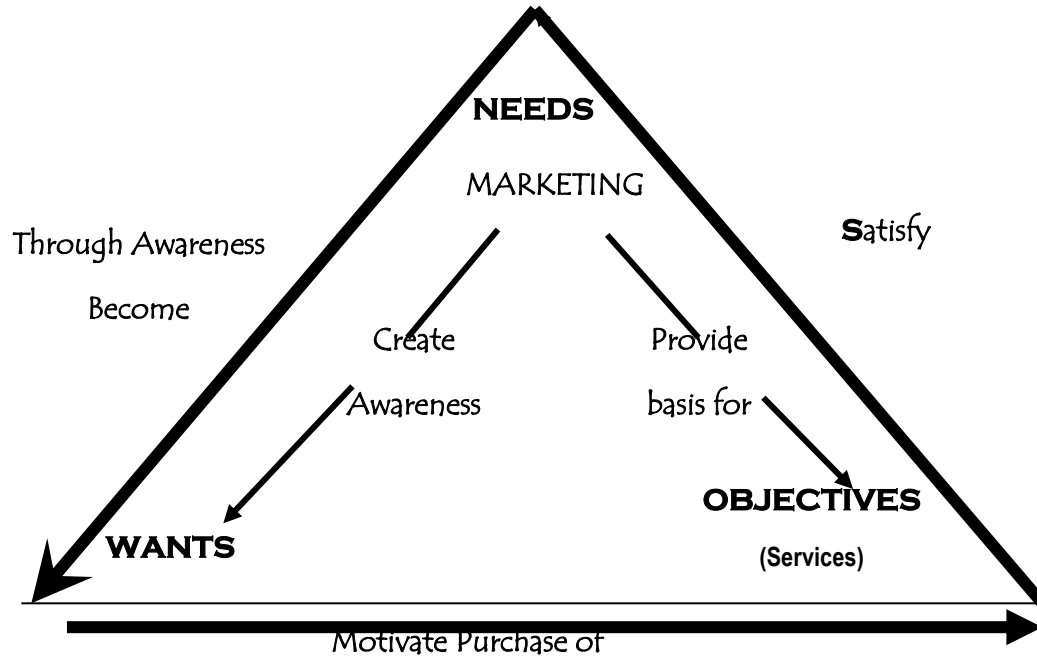 NEEDS
MARKETING
Through Awareness
Become
Satisfy
Create
Awareness
Provide
basis for
WANTS
OBJECTIVES
(Services)
Motivate Purchase of